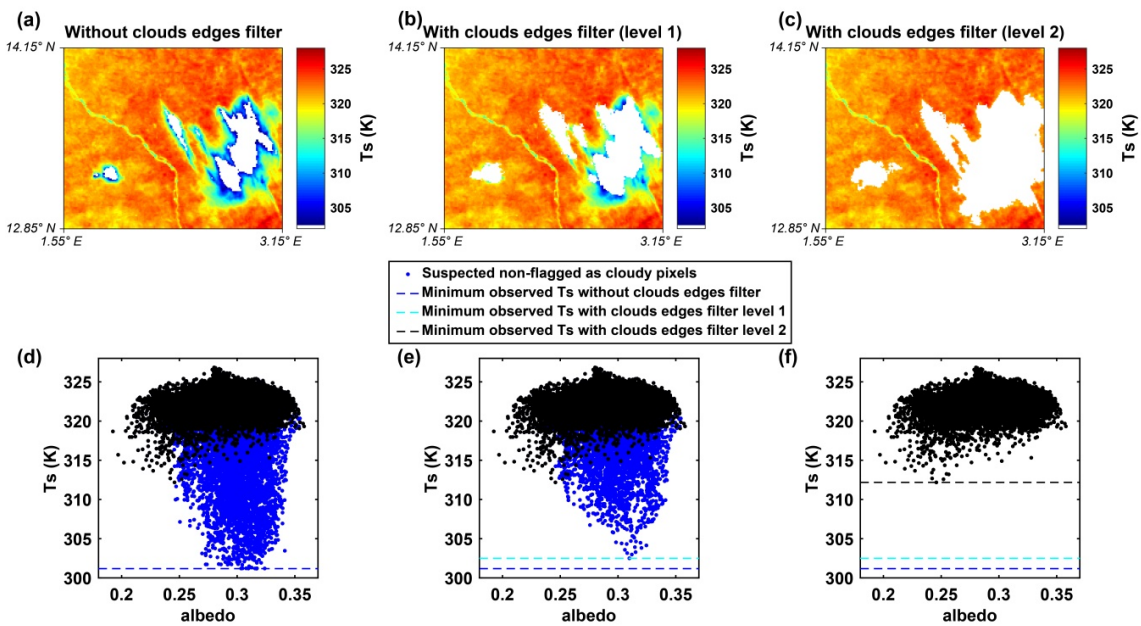 (a)
Without clouds edges filter
14.15° N
12.85° N
1.55° E
3.15° E
325
320
315
310
305
Ts (K)
(b)
With clouds edges filter (level 1)
14.15° N
12.85° N
1.55° E
3.15° E
325
320
315
310
305
Ts (K)
(c)
With clouds edges filter (level 2)
14.15° N
12.85° N
1.55° E
3.15° E
325
320
315
310
305
Ts (K)
Suspected non-flagged as cloudy pixels
Minimum observed Ts without clouds edges filter
Minimum observed Ts with clouds edges filter level 1
Minimum observed Ts with clouds edges filter level 2
(d)
325
320
315
310
305
300
Ts (K)
0.2 0.25 0.3 0.35
albedo
(e)
325
320
315
310
305
300
Ts (K)
0.2 0.25 0.3 0.35
albedo
(f)
325
320
315
310
305
300
Ts (K)
0.2 0.25 0.3 0.35
albedo